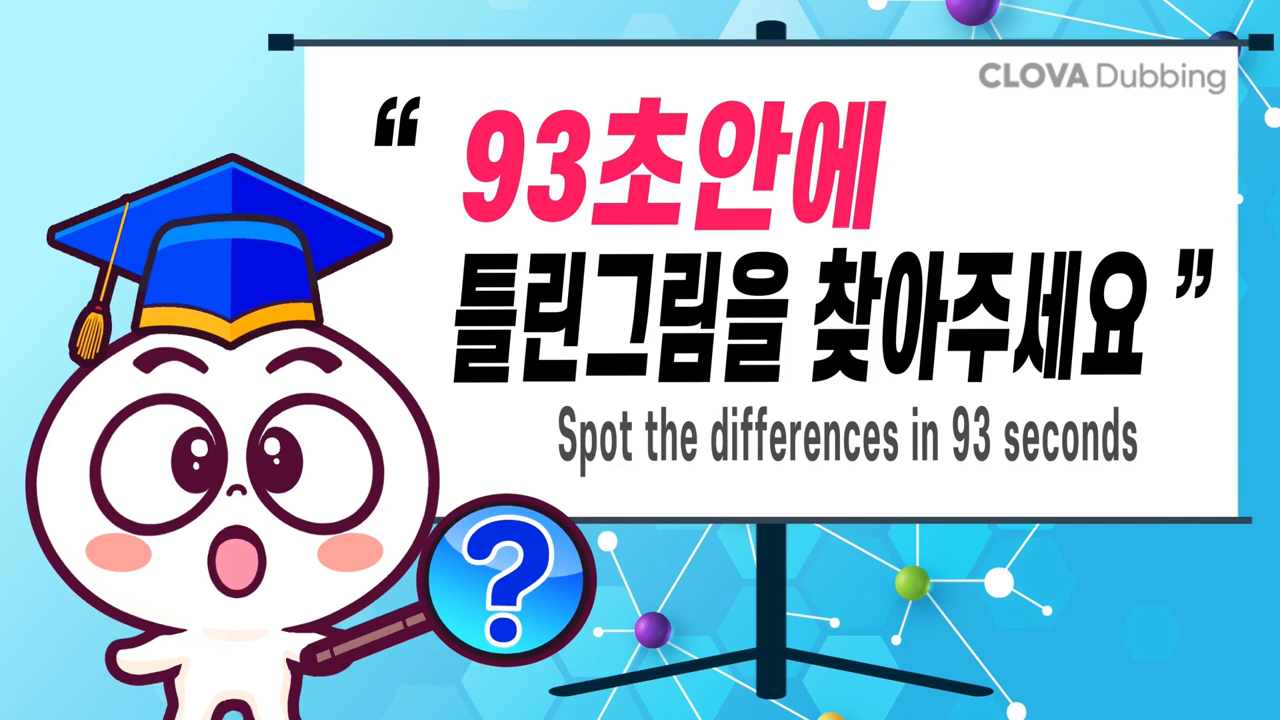 CLOVA Dubbing
“ 93초안에
틀린그림을 찾아주세요 ”
Spot the differences in 93 seconds
?